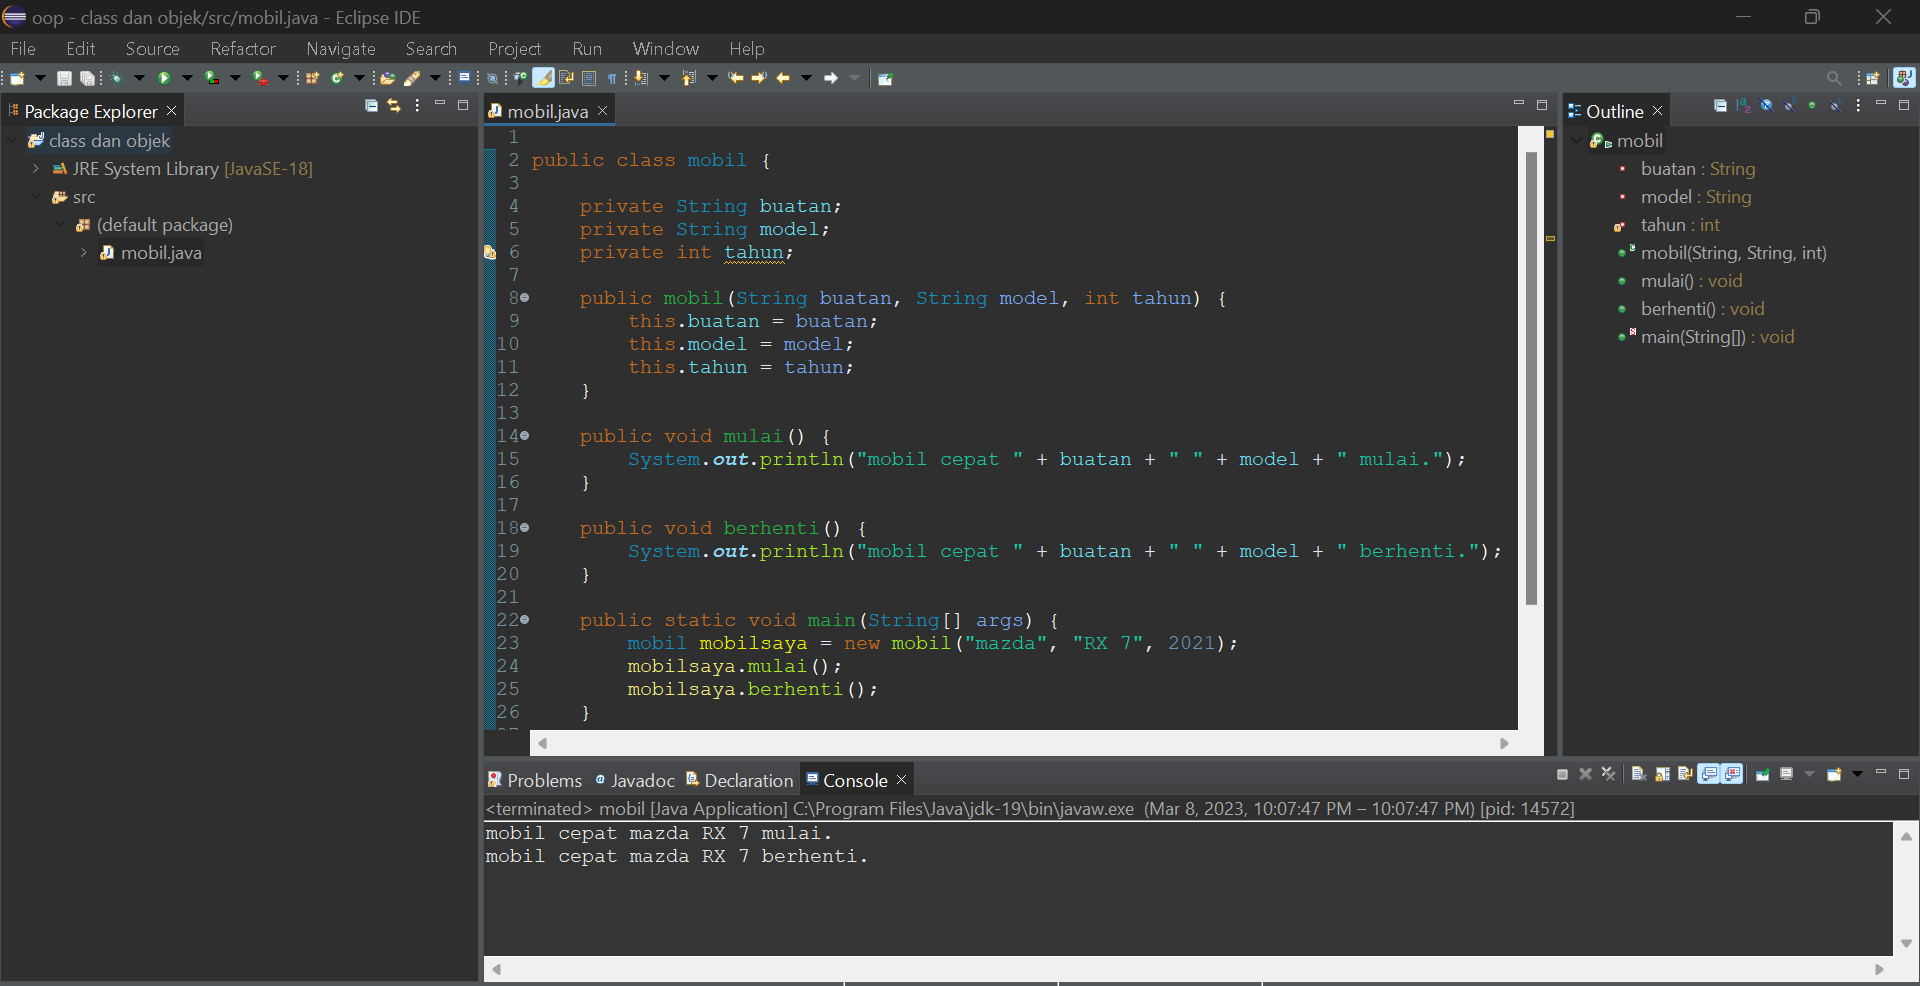 oop - class dan objek/src/mobil.java - Eclipse IDE
File Edit Source Refactor Navigate Search Project Run Window Help
Package Explorer
class dan objek
JRE System Library [JavaSE-18]
src
(default package)
mobil.java
mobil.java
1
2 public class mobil {
3
4 private String buatan;
5 private String model;
6 private int tahun;
7
8 public mobil(String buatan, String model, int tahun) {
9 this.buatan = buatan;
10 this.model = model;
11 this.tahun = tahun;
12 }
13
14 public void mulai() {
15 System.out.println("mobil cepat " + buatan + " " + model + " mulai.");
16 }
17
18 public void berhenti() {
19 System.out.println("mobil cepat " + buatan + " " + model + " berhenti.");
20 }
21
22 public static void main(String[] args) {
23 mobil mobilsaya = new mobil("mazda", "RX 7", 2021);
24 mobilsaya.mulai();
25 mobilsaya.berhenti();
26 }
Outline
mobil
buatan : String
model : String
tahun : int
mobil(String, String, int)
mulai() : void
berhenti() : void
main(String[]) : void
Problems Javadoc Declaration Console
<terminated> mobil [Java Application] C:\Program Files\Java\jdk-19\bin\javaw.exe (Mar 8, 2023, 10:07:47 PM – 10:07:47 PM) [pid: 14572]
mobil cepat mazda RX 7 mulai.
mobil cepat mazda RX 7 berhenti.